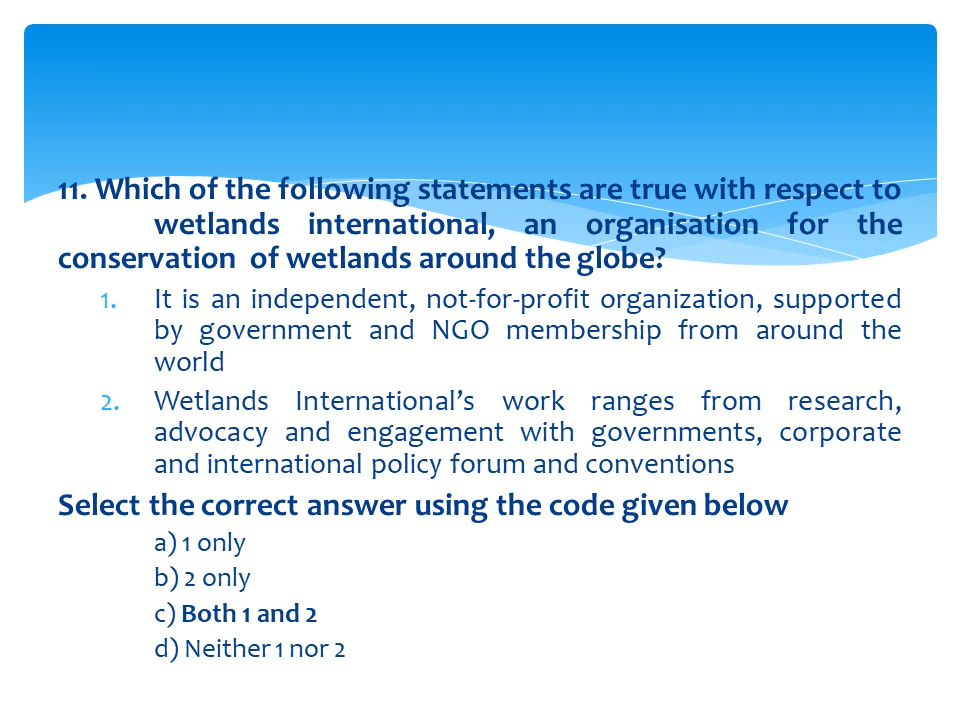 11. Which of the following statements are true with respect to
wetlands international, an organisation for the
conservation of wetlands around the globe?
1. It is an independent, not-for-profit organization, supported
by government and NGO membership from around the
world
2. Wetlands International’s work ranges from research,
advocacy and engagement with governments, corporate
and international policy forum and conventions
Select the correct answer using the code given below
a) 1 only
b) 2 only
c) Both 1 and 2
d) Neither 1 nor 2